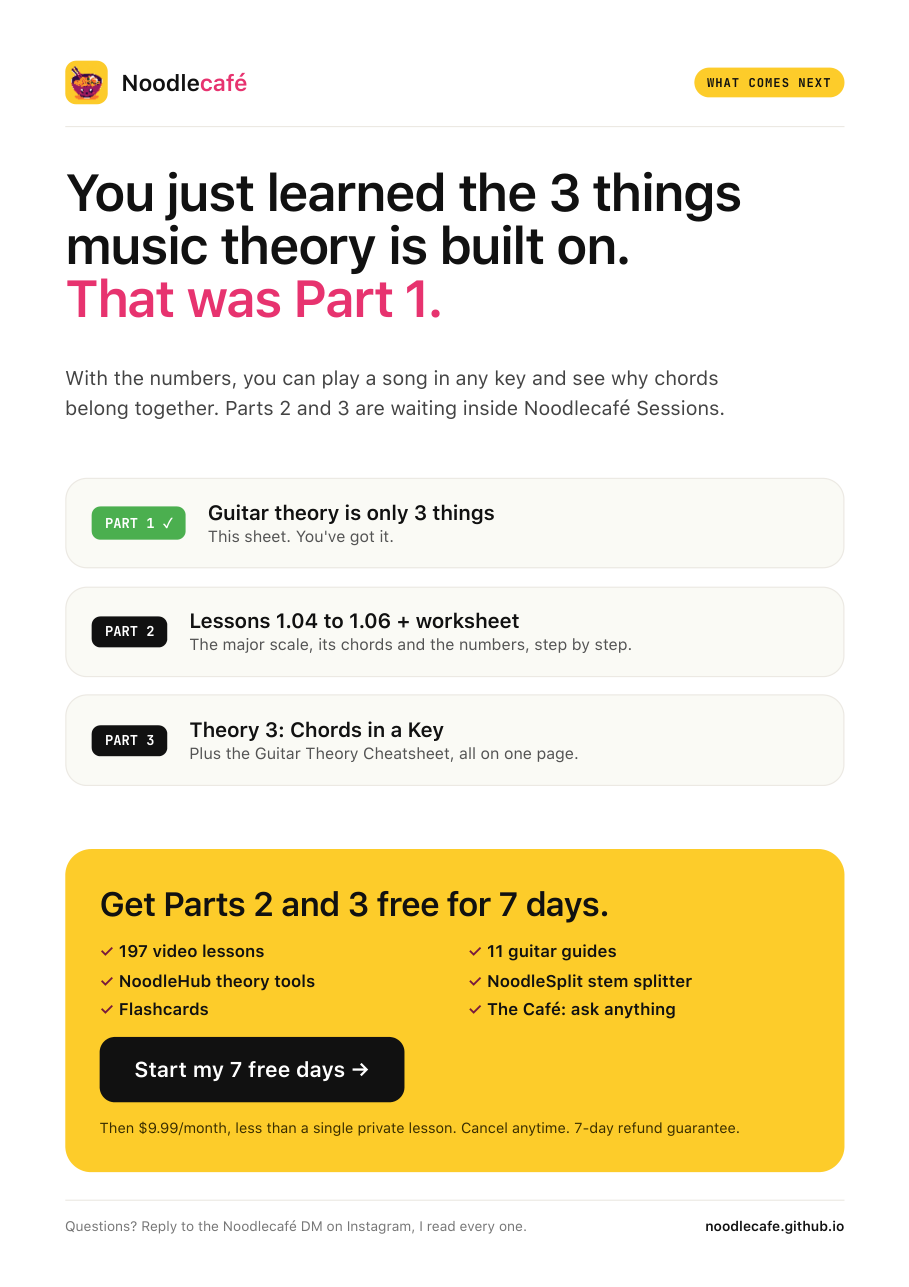 Noodlecafé
WHAT COMES NEXT
You just learned the 3 things
music theory is built on.
That was Part 1.
With the numbers, you can play a song in any key and see why chords
belong together. Parts 2 and 3 are waiting inside Noodlecafé Sessions.
PART 1 ✓
Guitar theory is only 3 things
This sheet. You've got it.
PART 2
Lessons 1.04 to 1.06 + worksheet
The major scale, its chords and the numbers, step by step.
PART 3
Theory 3: Chords in a Key
Plus the Guitar Theory Cheatsheet, all on one page.
Get Parts 2 and 3 free for 7 days.
✓ 197 video lessons
✓ 11 guitar guides
✓ NoodleHub theory tools
✓ NoodleSplit stem splitter
✓ Flashcards
✓ The Café: ask anything
Start my 7 free days →
Then $9.99/month, less than a single private lesson. Cancel anytime. 7-day refund guarantee.
Questions? Reply to the Noodlecafé DM on Instagram, I read every one.
noodlecafe.github.io